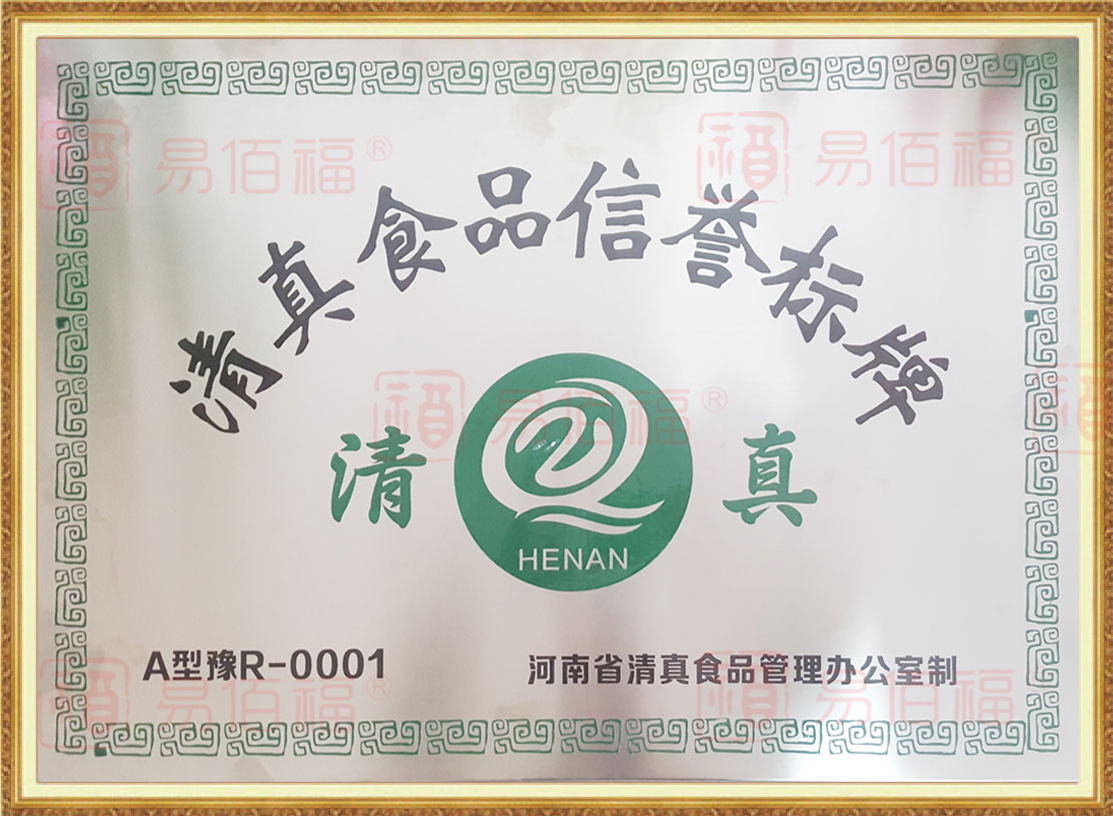 易佰福®
易佰福®
清真食品信誉标牌
易佰福®
清
真
HENAN
A型豫R-0001
河南省清真食品管理办公室制
易佰福®
易佰福